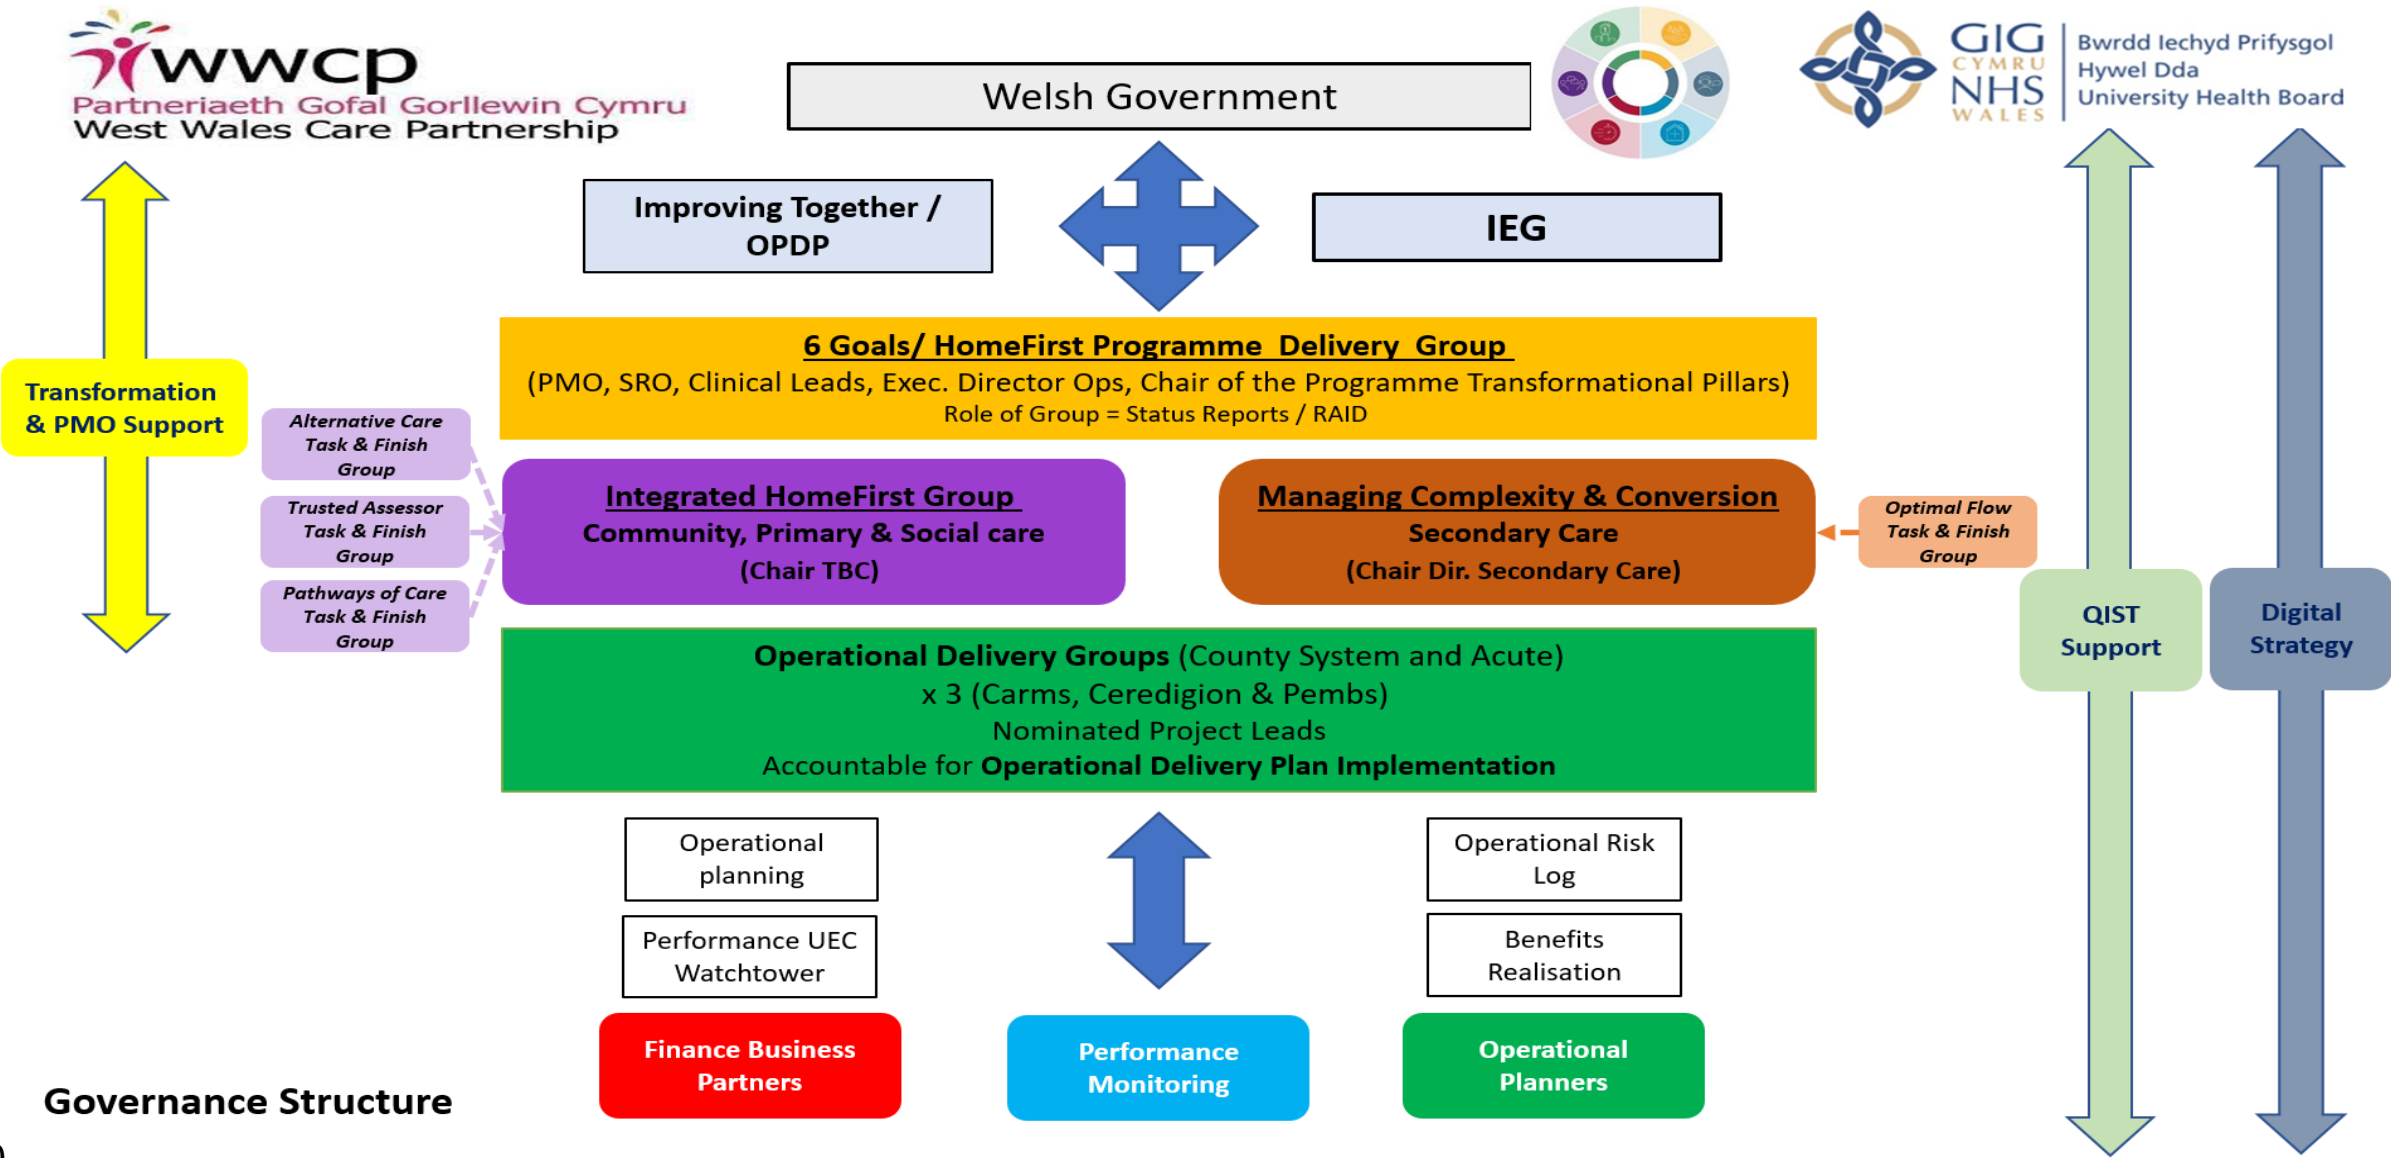 wwcp
Partneriaeth Gofal Gorllewin Cymru
West Wales Care Partnership
Welsh Government
GIG
CYMRU
NHS
WALES
Bwrdd Iechyd Prifysgol
Hywel Dda
University Health Board
Improving Together /
OPDP
IEG
6 Goals/ HomeFirst Programme  Delivery  Group
(PMO, SRO, Clinical Leads, Exec. Director Ops, Chair of the Programme Transformational Pillars)
Role of Group = Status Reports / RAID
Transformation
& PMO Support
Alternative Care
Task & Finish
Group
Trusted Assessor
Task & Finish
Group
Pathways of Care
Task & Finish
Group
Integrated HomeFirst Group
Community, Primary & Social care
(Chair TBC)
Managing Complexity & Conversion
Secondary Care
(Chair Dir. Secondary Care)
Optimal Flow
Task & Finish
Group
QIST
Support
Digital
Strategy
Operational Delivery Groups (County System and Acute)
x 3 (Carms, Ceredigion & Pembs)
Nominated Project Leads
Accountable for Operational Delivery Plan Implementation
Operational
planning
Operational Risk
Log
Performance UEC
Watchtower
Benefits
Realisation
Finance Business
Partners
Performance
Monitoring
Operational
Planners
Governance Structure